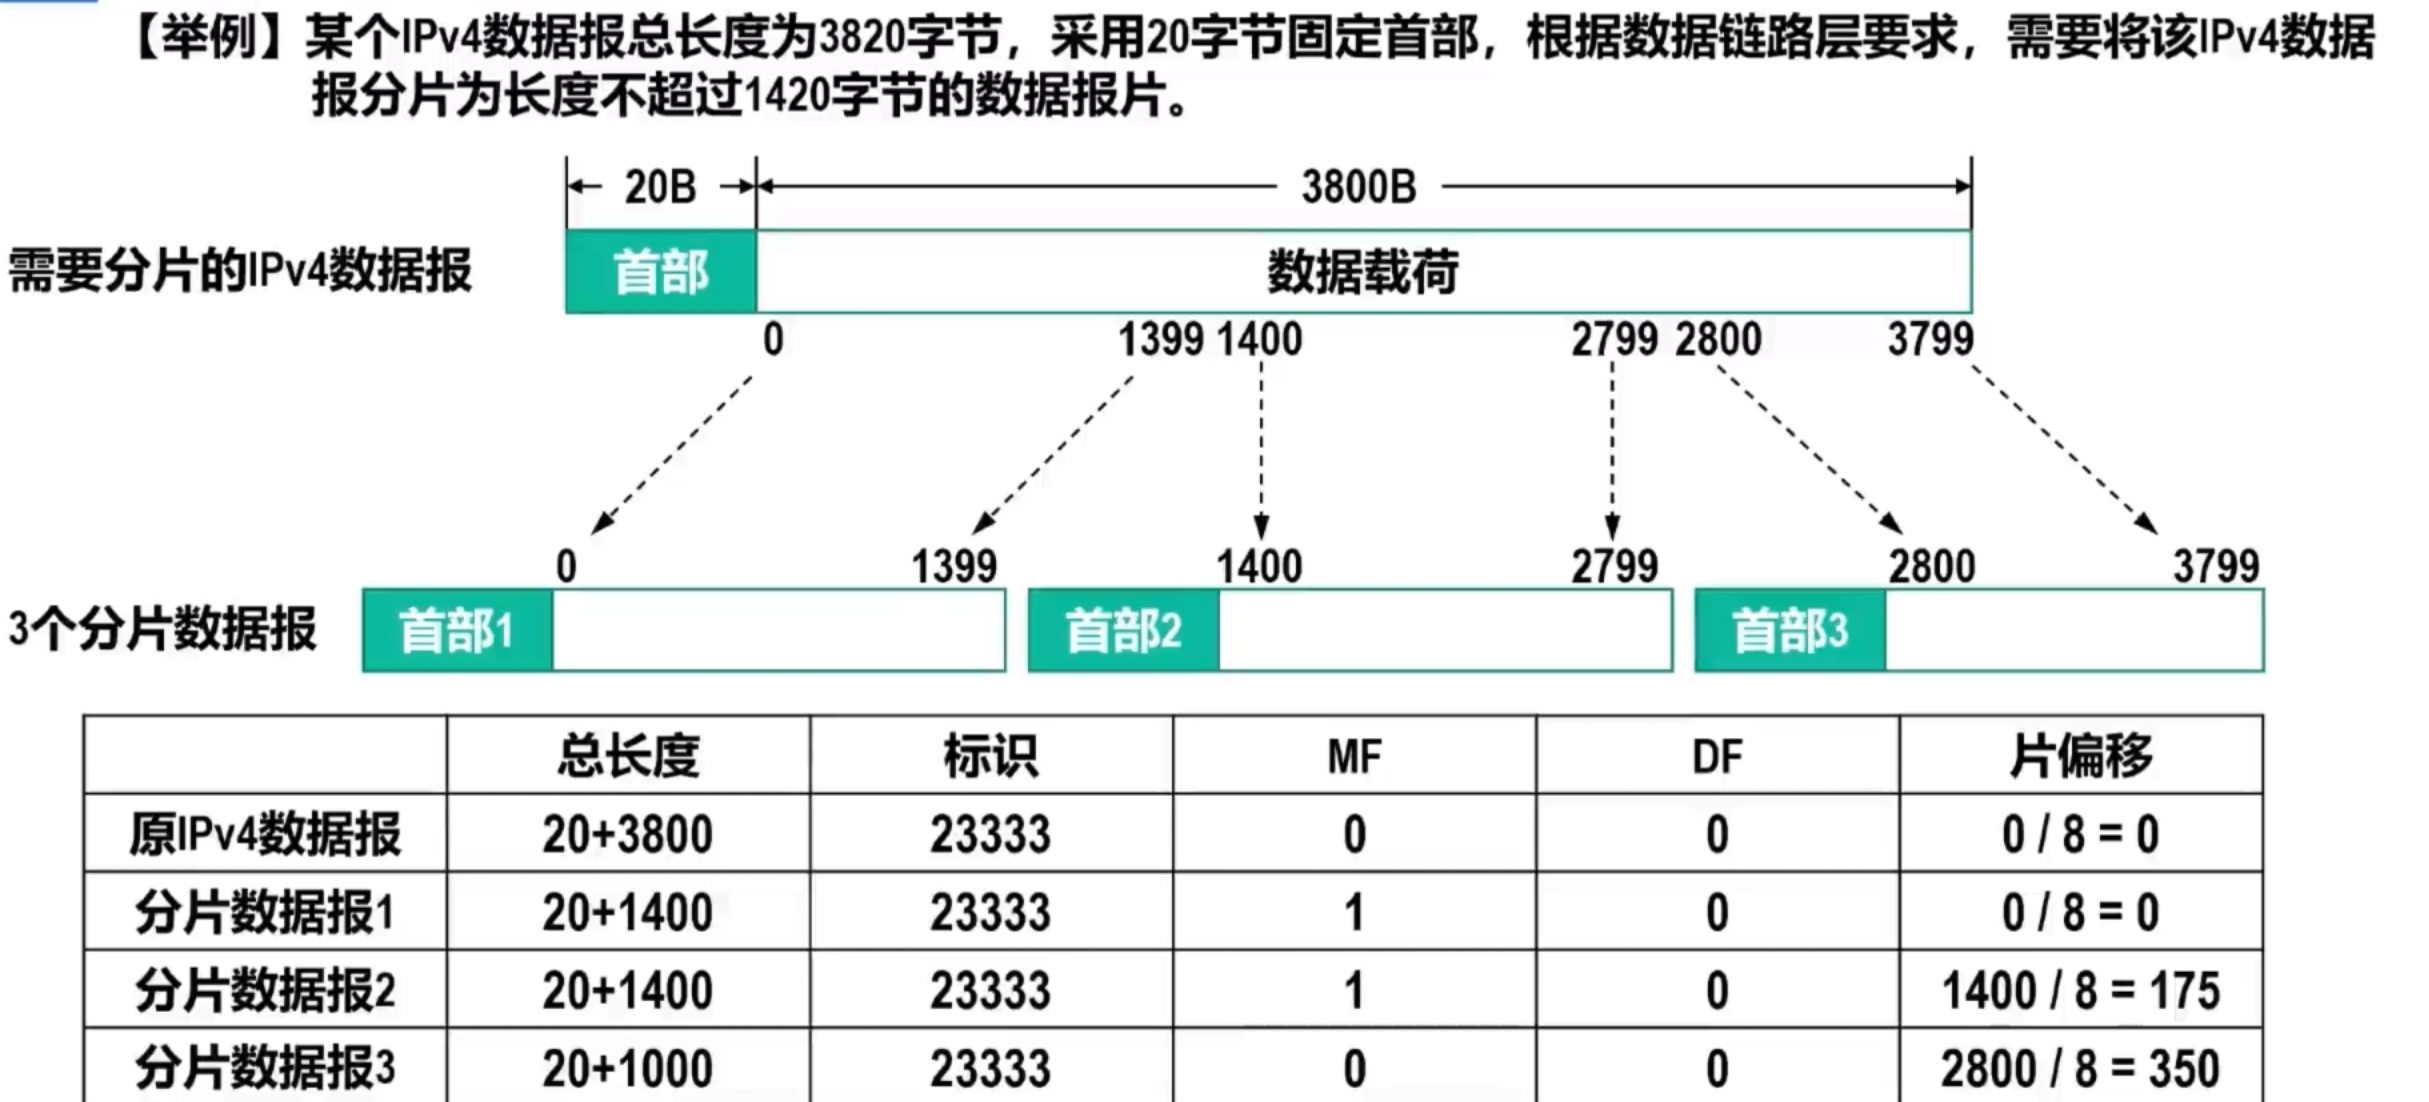 【举例】某个IPv4数据报总长度为3820字节，采用20字节固定首部，根据数据链路层要求，需要将该IPv4数据
报分片为长度不超过1420字节的数据报片。
20B 3800B
需要分片的IPv4数据报 首部 数据载荷
0 1399 1400 2799 2800 3799
0 1399 1400 2799 2800 3799
3个分片数据报 首部1 首部2 首部3
总长度 标识 MF DF 片偏移
原IPv4数据报 20+3800 23333 0 0 0 / 8 = 0
分片数据报1 20+1400 23333 1 0 0 / 8 = 0
分片数据报2 20+1400 23333 1 0 1400 / 8 = 175
分片数据报3 20+1000 23333 0 0 2800 / 8 = 350